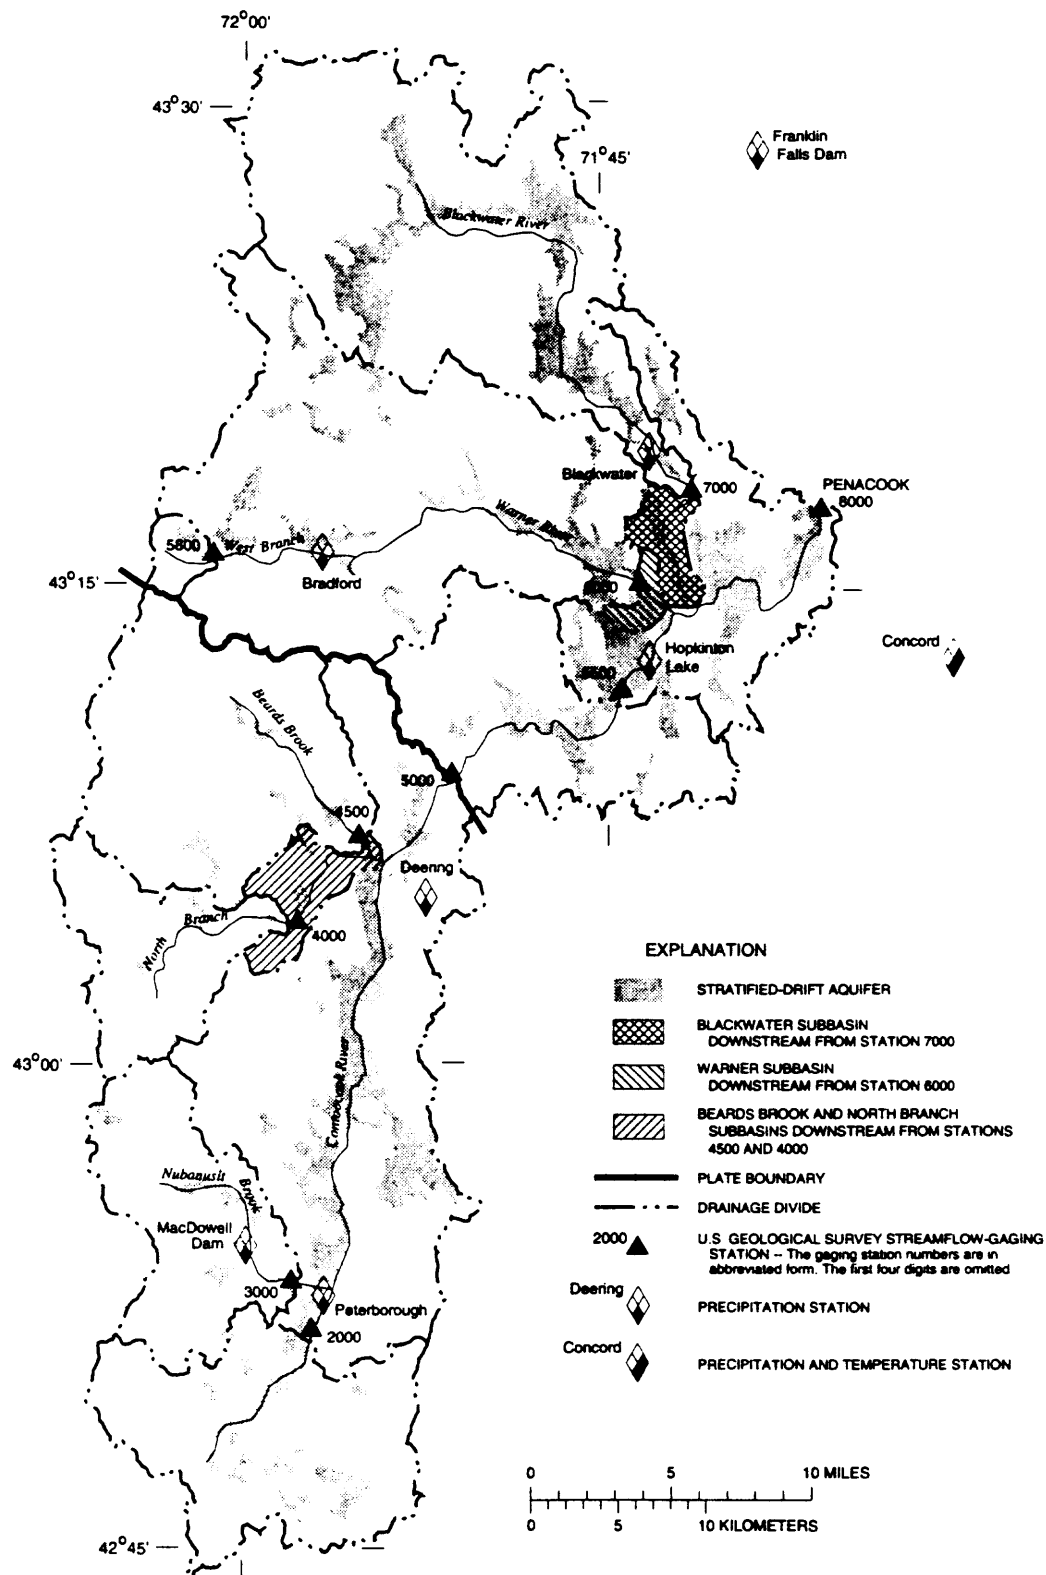 72°00'
43°30'
Franklin
Falls Dam
71°45'
Blackwater River
Blackwater
7000
PENACOOK
8000
Warner River
5800
West Branch
Bradford
43°15'
Hopkinton
Lake
Concord
Beards Brook
5000
4500
Deering
North Branch
4000
43°00'
Contoocook River
Nubanusit Brook
MacDowell
Dam
3000
Peterborough
2000
42°45'
EXPLANATION
STRATIFIED-DRIFT AQUIFER
BLACKWATER SUBBASIN
DOWNSTREAM FROM STATION 7000
WARNER SUBBASIN
DOWNSTREAM FROM STATION 6000
BEARDS BROOK AND NORTH BRANCH
SUBBASINS DOWNSTREAM FROM STATIONS
4500 AND 4000
PLATE BOUNDARY
DRAINAGE DIVIDE
2000
U.S GEOLOGICAL SURVEY STREAMFLOW-GAGING
STATION -- The gaging station numbers are in
abbreviated form. The first four digits are omitted
Deering
PRECIPITATION STATION
Concord
PRECIPITATION AND TEMPERATURE STATION
0 5 10 MILES
0 5 10 KILOMETERS